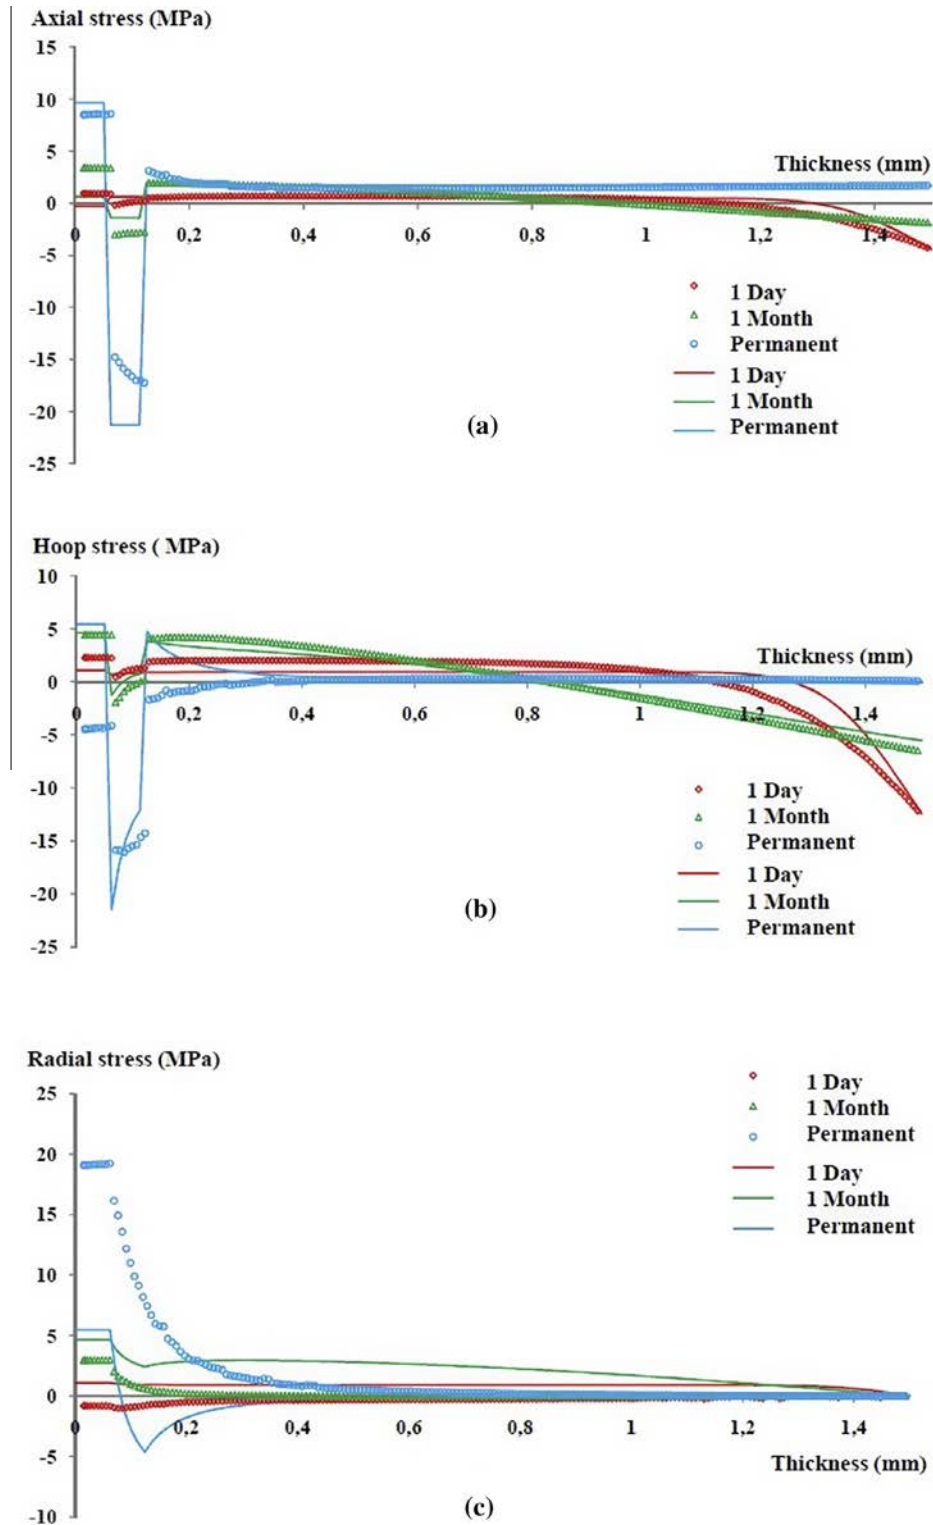 Axial stress (MPa)
15
10
5
Thickness (mm)
0
0 0,2 0,4 0,6 0,8 1 1,2 1,4
-5
1 Day
-10
1 Month
Permanent
-15
1 Day
-20
1 Month
(a)
Permanent
-25
Hoop stress ( MPa)
10
5
Thickness (mm)
0
0 0,2 0,4 0,6 0,8 1 1,2 1,4
-5
-10
1 Day
1 Month
-15
Permanent
1 Day
-20
(b)
1 Month
Permanent
-25
Radial stress (MPa)
1 Day
25
1 Month
Permanent
20
1 Day
1 Month
15
Permanent
10
5
0
0 0,2 0,4 0,6 0,8 1 1,2 1,4
-5
Thickness (mm)
(c)
-10